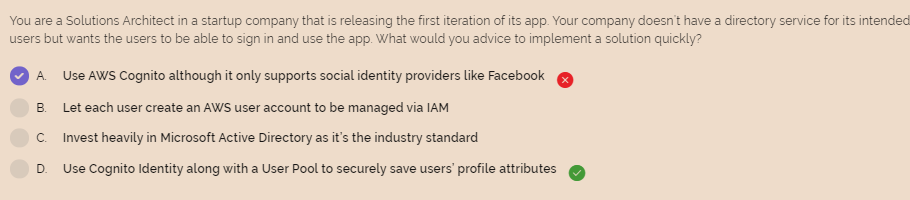 You are a Solutions Architect in a startup company that is releasing the first iteration of its app. Your company doesn't have a directory service for its intended
users but wants the users to be able to sign in and use the app. What would you advice to implement a solution quickly?
A. Use AWS Cognito although it only supports social identity providers like Facebook
B. Let each user create an AWS user account to be managed via IAM
C. Invest heavily in Microsoft Active Directory as it's the industry standard
D. Use Cognito Identity along with a User Pool to securely save users' profile attributes